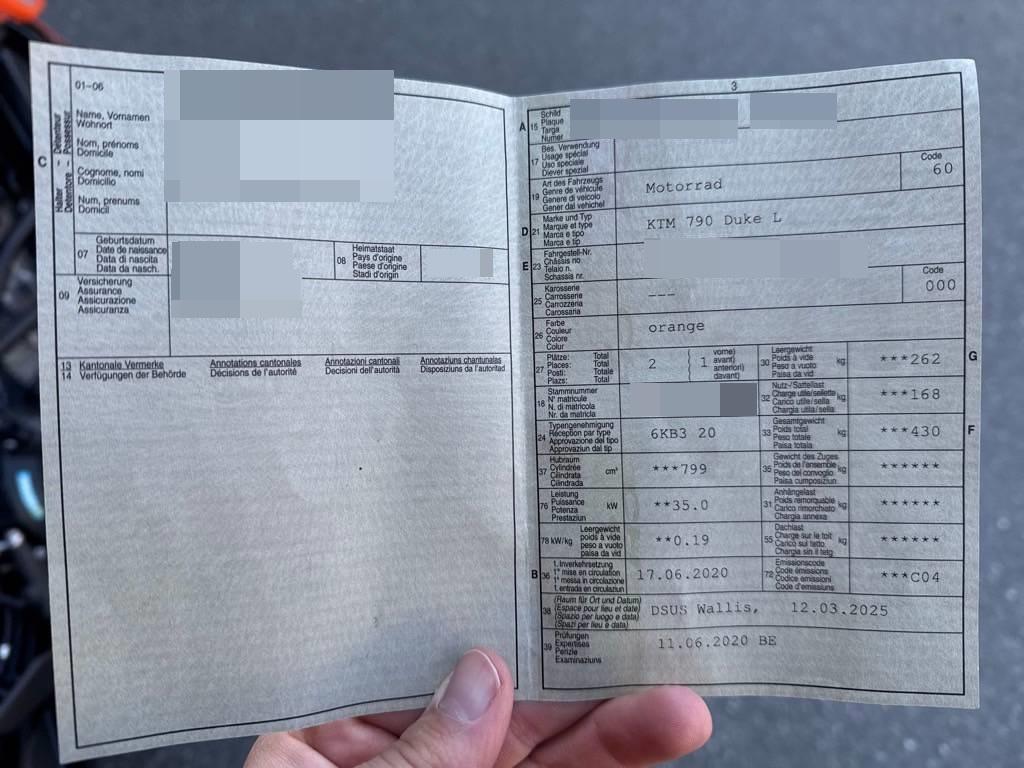 01-06
C
Halter - Detenteur
Detentore - Possessur
Name, Vornamen
Wohnort
Nom, prénoms
Domicile
Cognome, nomi
Domicilio
Num, prenums
Domicil
07
Geburtsdatum
Date de naissance
Data di nascita
Data da nasch.
08
Heimatstaat
Pays d'origine
Paese d'origine
Stadi d'origin
09
Versicherung
Assurance
Assicurazione
Assicuranza
13 Kantonale Vermerke Annotations cantonales Annotazioni cantonali Annotaziuns chantunalas
14 Verfügungen der Behörde Décisions de l'autorité Decisioni dell'autorità Disposiziuns da l'autoritad
3
A 15
Schild
Plaque
Targa
Numer
17
Bes. Verwendung
Usage spécial
Uso speciale
Diever spezial
19
Art des Fahrzeugs
Genre de véhicule
Genere di veicolo
Gener dal vehichel
Motorrad
Code
60
D 21
Marke und Typ
Marque et type
Marca e tipo
Marca e tip
KTM 790 Duke L
E 23
Fahrgestell-Nr.
Châssis no
Telaio n.
Schassis nr.
25
Karosserie
Carrosserie
Carrozzeria
Carossaria
---
Code
000
26
Farbe
Couleur
Colore
Colur
orange
27
Plätze: Total
Places: Total
Posti: Totale
Plazs: Total
2 { 1
vorne)
avant)
anteriori)
davant)
30
Leergewicht
Poids à vide
Peso a vuoto
Paisa da vid
kg
***262
G
18
Stammnummer
N° matricule
N. di matricola
Nr. da matricla
32
Nutz-/Sattellast
Charge utile/sellette
Carico utile/sella
Chargia utila/sella
kg
***168
24
Typengenehmigung
Réception par type
Approvazione del tipo
Approvaziun dal tip
6KB3 20
33
Gesamtgewicht
Poids total
Peso totale
Paisa totala
kg
***430
F
37
Hubraum
Cylindrée
Cilindrata
Cilindrada
cm³
***799
35
Gewicht des Zuges
Poids de l'ensemble
Peso del convoglio
Paisa cumposiziun
kg
******
76
Leistung
Puissance
Potenza
Prestaziun
kW
**35.0
31
Anhängelast
Poids remorquable
Carico rimorchiato
Chargia annexa
kg
******
78 kW/kg
Leergewicht
poids à vide
peso a vuoto
paisa da vid
**0.19
55
Dachlast
Charge sur le toit
Carico sul tetto
Chargia sin il tetg
kg
******
B 36
1. Inverkehrsetzung
1re mise en circulation
1a messa in circolazione
1. entrada en circulaziun
17.06.2020
72
Emissionscode
Code émissions
Codice emissioni
Code d'emissiuns
***C04
38
(Raum für Ort und Datum)
(Espace pour lieu et date)
(Spazio per luogo e data)
(Spazi per lieu e data)
DSUS Wallis, 12.03.2025
39
Prüfungen
Expertises
Perizie
Examinaziuns
11.06.2020 BE